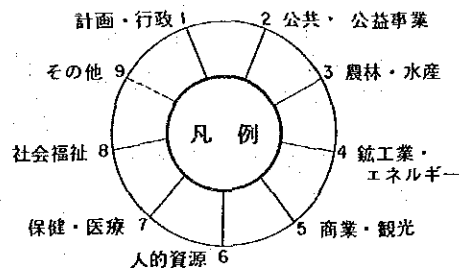 計画・行政 1
2 公共・公益事業
3 農林・水産
4 鉱工業・
エネルギー
5 商業・観光
6
人的資源
保健・医療 7
社会福祉 8
その他 9
凡例